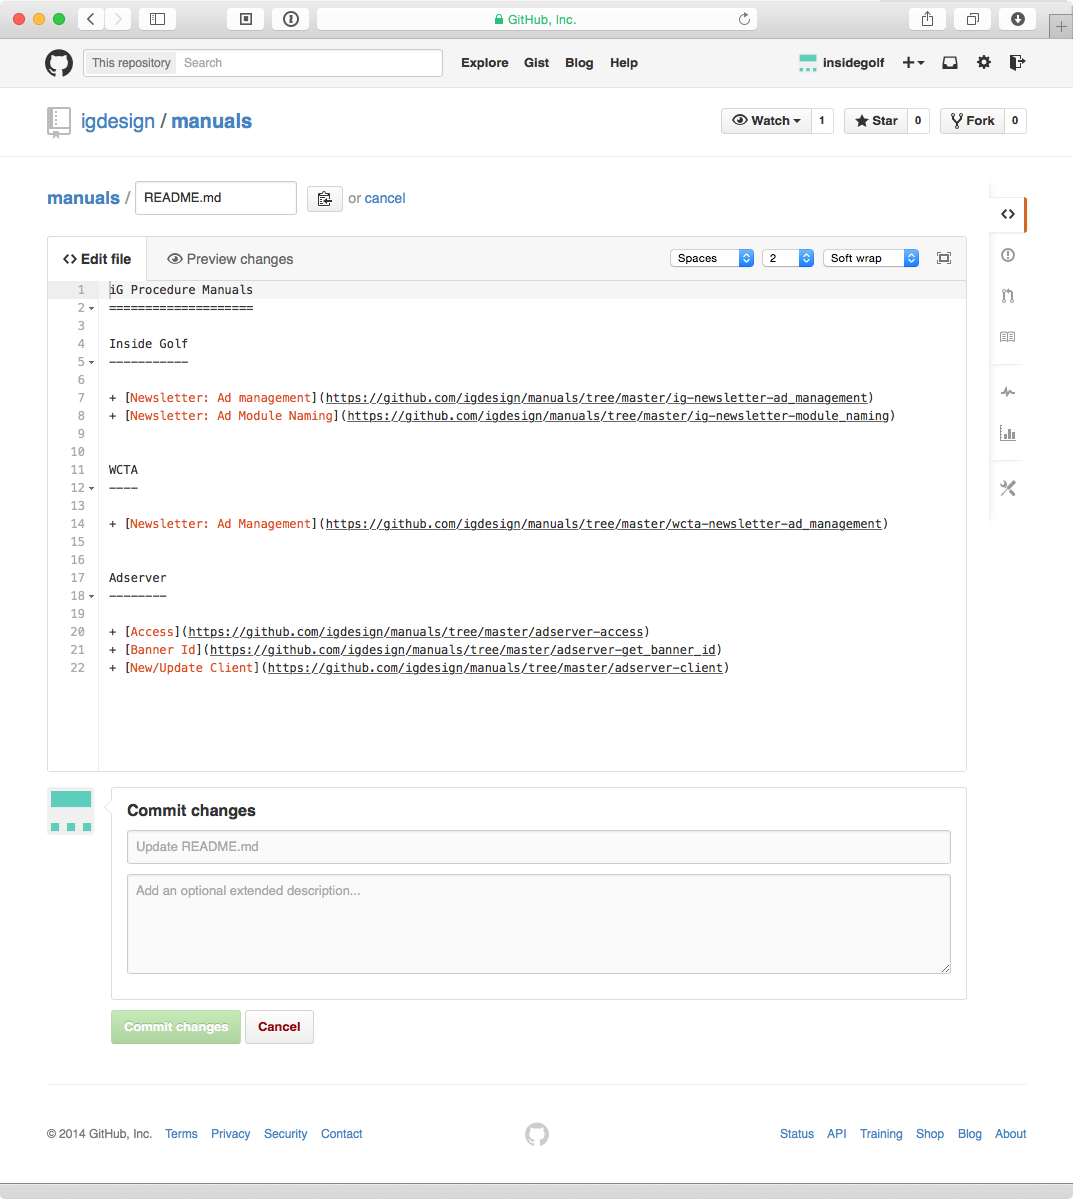 GitHub, Inc.
This repository Search Explore Gist Blog Help insidegolf
igdesign / manuals Watch 1 Star 0 Fork 0
manuals / README.md or cancel
Edit file Preview changes Spaces 2 Soft wrap
1 iG Procedure Manuals
2 ====================
3
4 Inside Golf
5 -----------
6
7 + [Newsletter: Ad management](https://github.com/igdesign/manuals/tree/master/ig-newsletter-ad_management)
8 + [Newsletter: Ad Module Naming](https://github.com/igdesign/manuals/tree/master/ig-newsletter-module_naming)
9
10
11 WCTA
12 ----
13
14 + [Newsletter: Ad Management](https://github.com/igdesign/manuals/tree/master/wcta-newsletter-ad_management)
15
16
17 Adserver
18 --------
19
20 + [Access](https://github.com/igdesign/manuals/tree/master/adserver-access)
21 + [Banner Id](https://github.com/igdesign/manuals/tree/master/adserver-get_banner_id)
22 + [New/Update Client](https://github.com/igdesign/manuals/tree/master/adserver-client)
Commit changes
Update README.md
Add an optional extended description...
Commit changes Cancel
© 2014 GitHub, Inc. Terms Privacy Security Contact Status API Training Shop Blog About